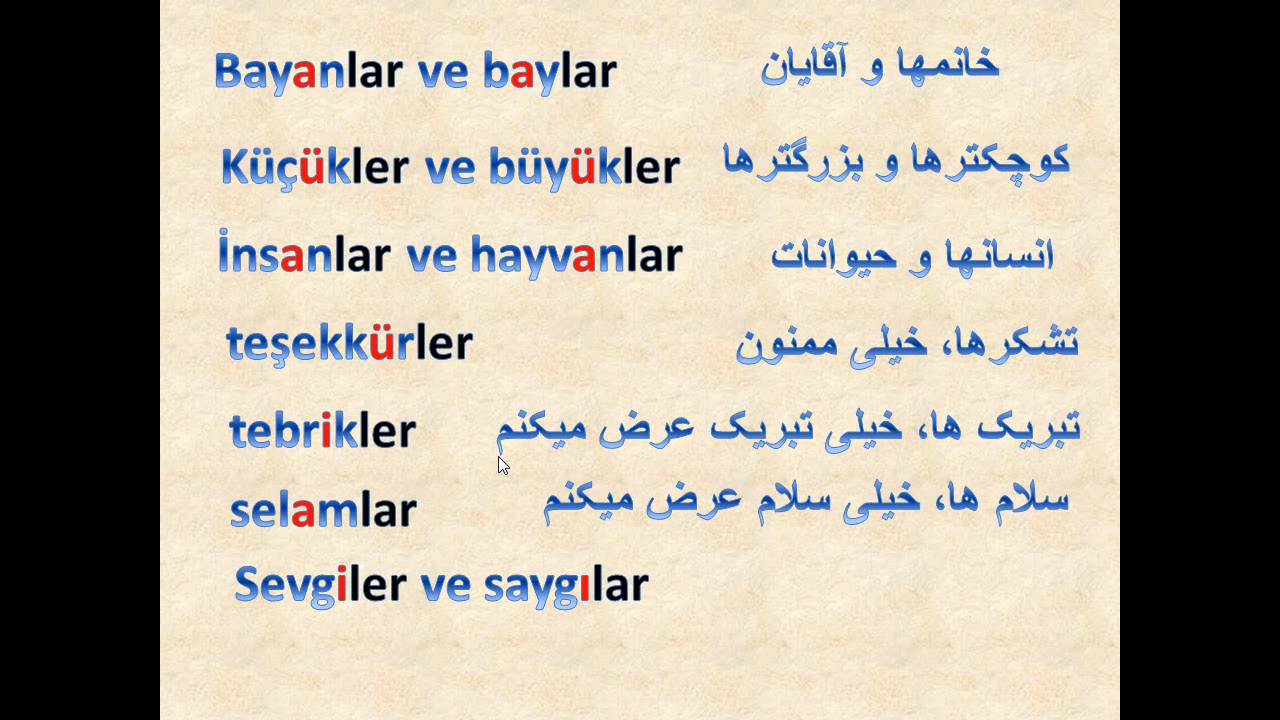 Bayanlar ve baylar خانمها و آقایان
Küçükler ve büyükler کوچکترها و بزرگترها
İnsanlar ve hayvanlar انسانها و حیوانات
teşekkürler تشکرها، خیلی ممنون
tebrikler تبریک ها، خیلی تبریک عرض میکنم
selamlar سلام ها، خیلی سلام عرض میکنم
Sevgiler ve saygılar